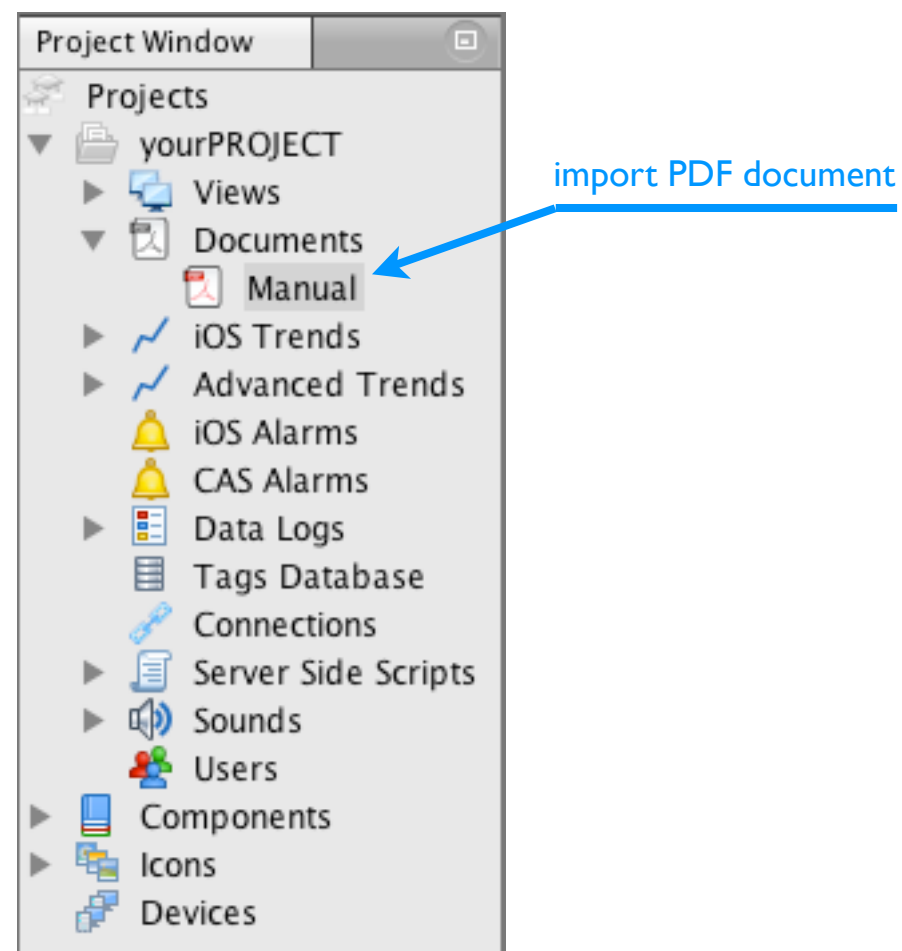 Project Window
Projects
yourPROJECT
Views
import PDF document
Documents
Manual
iOS Trends
Advanced Trends
iOS Alarms
CAS Alarms
Data Logs
Tags Database
Connections
Server Side Scripts
Sounds
Users
Components
Icons
Devices